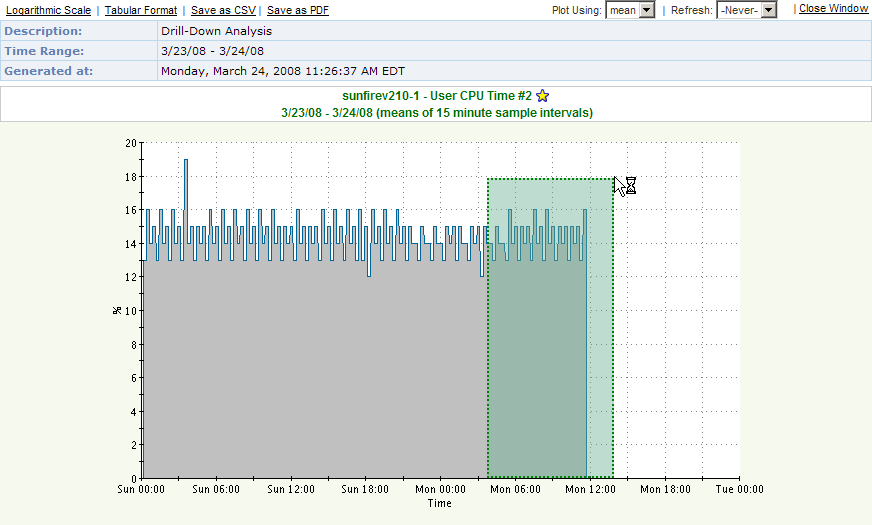 Logarithmic Scale | Tabular Format | Save as CSV | Save as PDF Plot Using: mean | Refresh: -Never- | Close Window
Description: Drill-Down Analysis
Time Range: 3/23/08 - 3/24/08
Generated at: Monday, March 24, 2008 11:26:37 AM EDT
sunfirev210-1 - User CPU Time #2
3/23/08 - 3/24/08 (means of 15 minute sample intervals)
20
18
16
14
12
%
10
8
6
4
2
0
Sun 00:00 Sun 06:00 Sun 12:00 Sun 18:00 Mon 00:00 Mon 06:00 Mon 12:00 Mon 18:00 Tue 00:00
Time